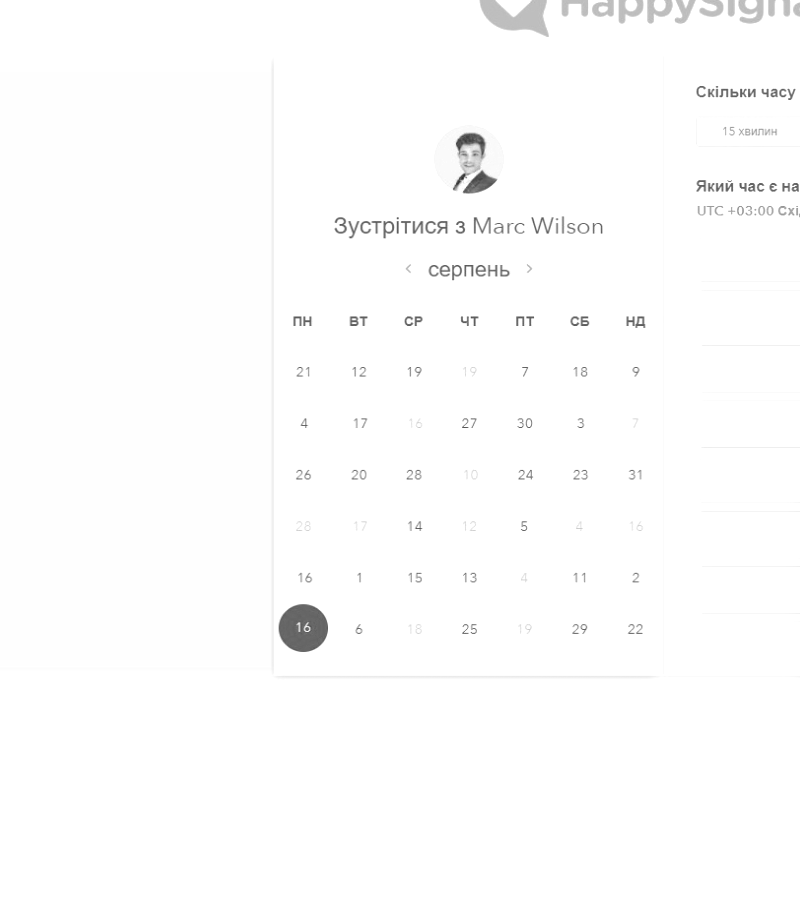 HappySigna
Зустрітися з Marc Wilson
серпень
ПН ВТ СР ЧТ ПТ СБ НД
21 12 19 19 7 18 9
4 17 16 27 30 3 7
26 20 28 10 24 23 31
28 17 14 12 5 4 16
16 1 15 13 4 11 2
16 6 18 25 19 29 22
Скільки часу
15 хвилин
Який час є на
UTC +03:00 Схі